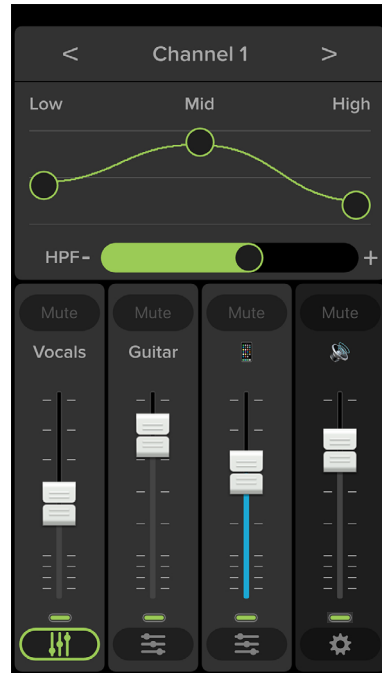 < Channel 1 >
Low Mid High
HPF- +
Mute Mute Mute Mute
Vocals Guitar